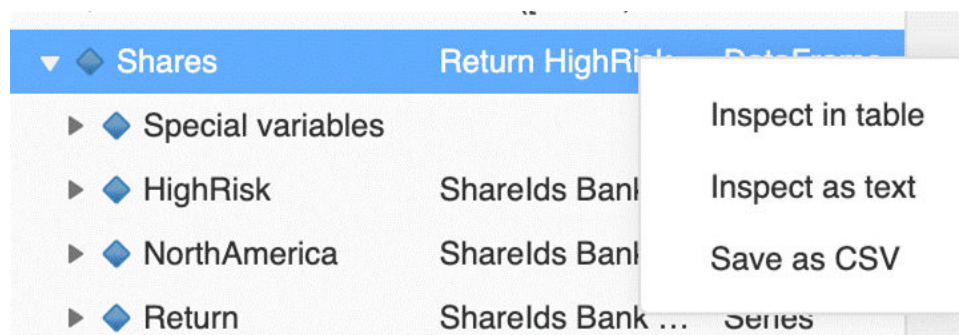 Shares Return HighRi
Inspect in table
Special variables
Inspect as text
HighRisk ShareIds Bank
Save as CSV
NorthAmerica ShareIds Bank
Return ShareIds Bank ... Series